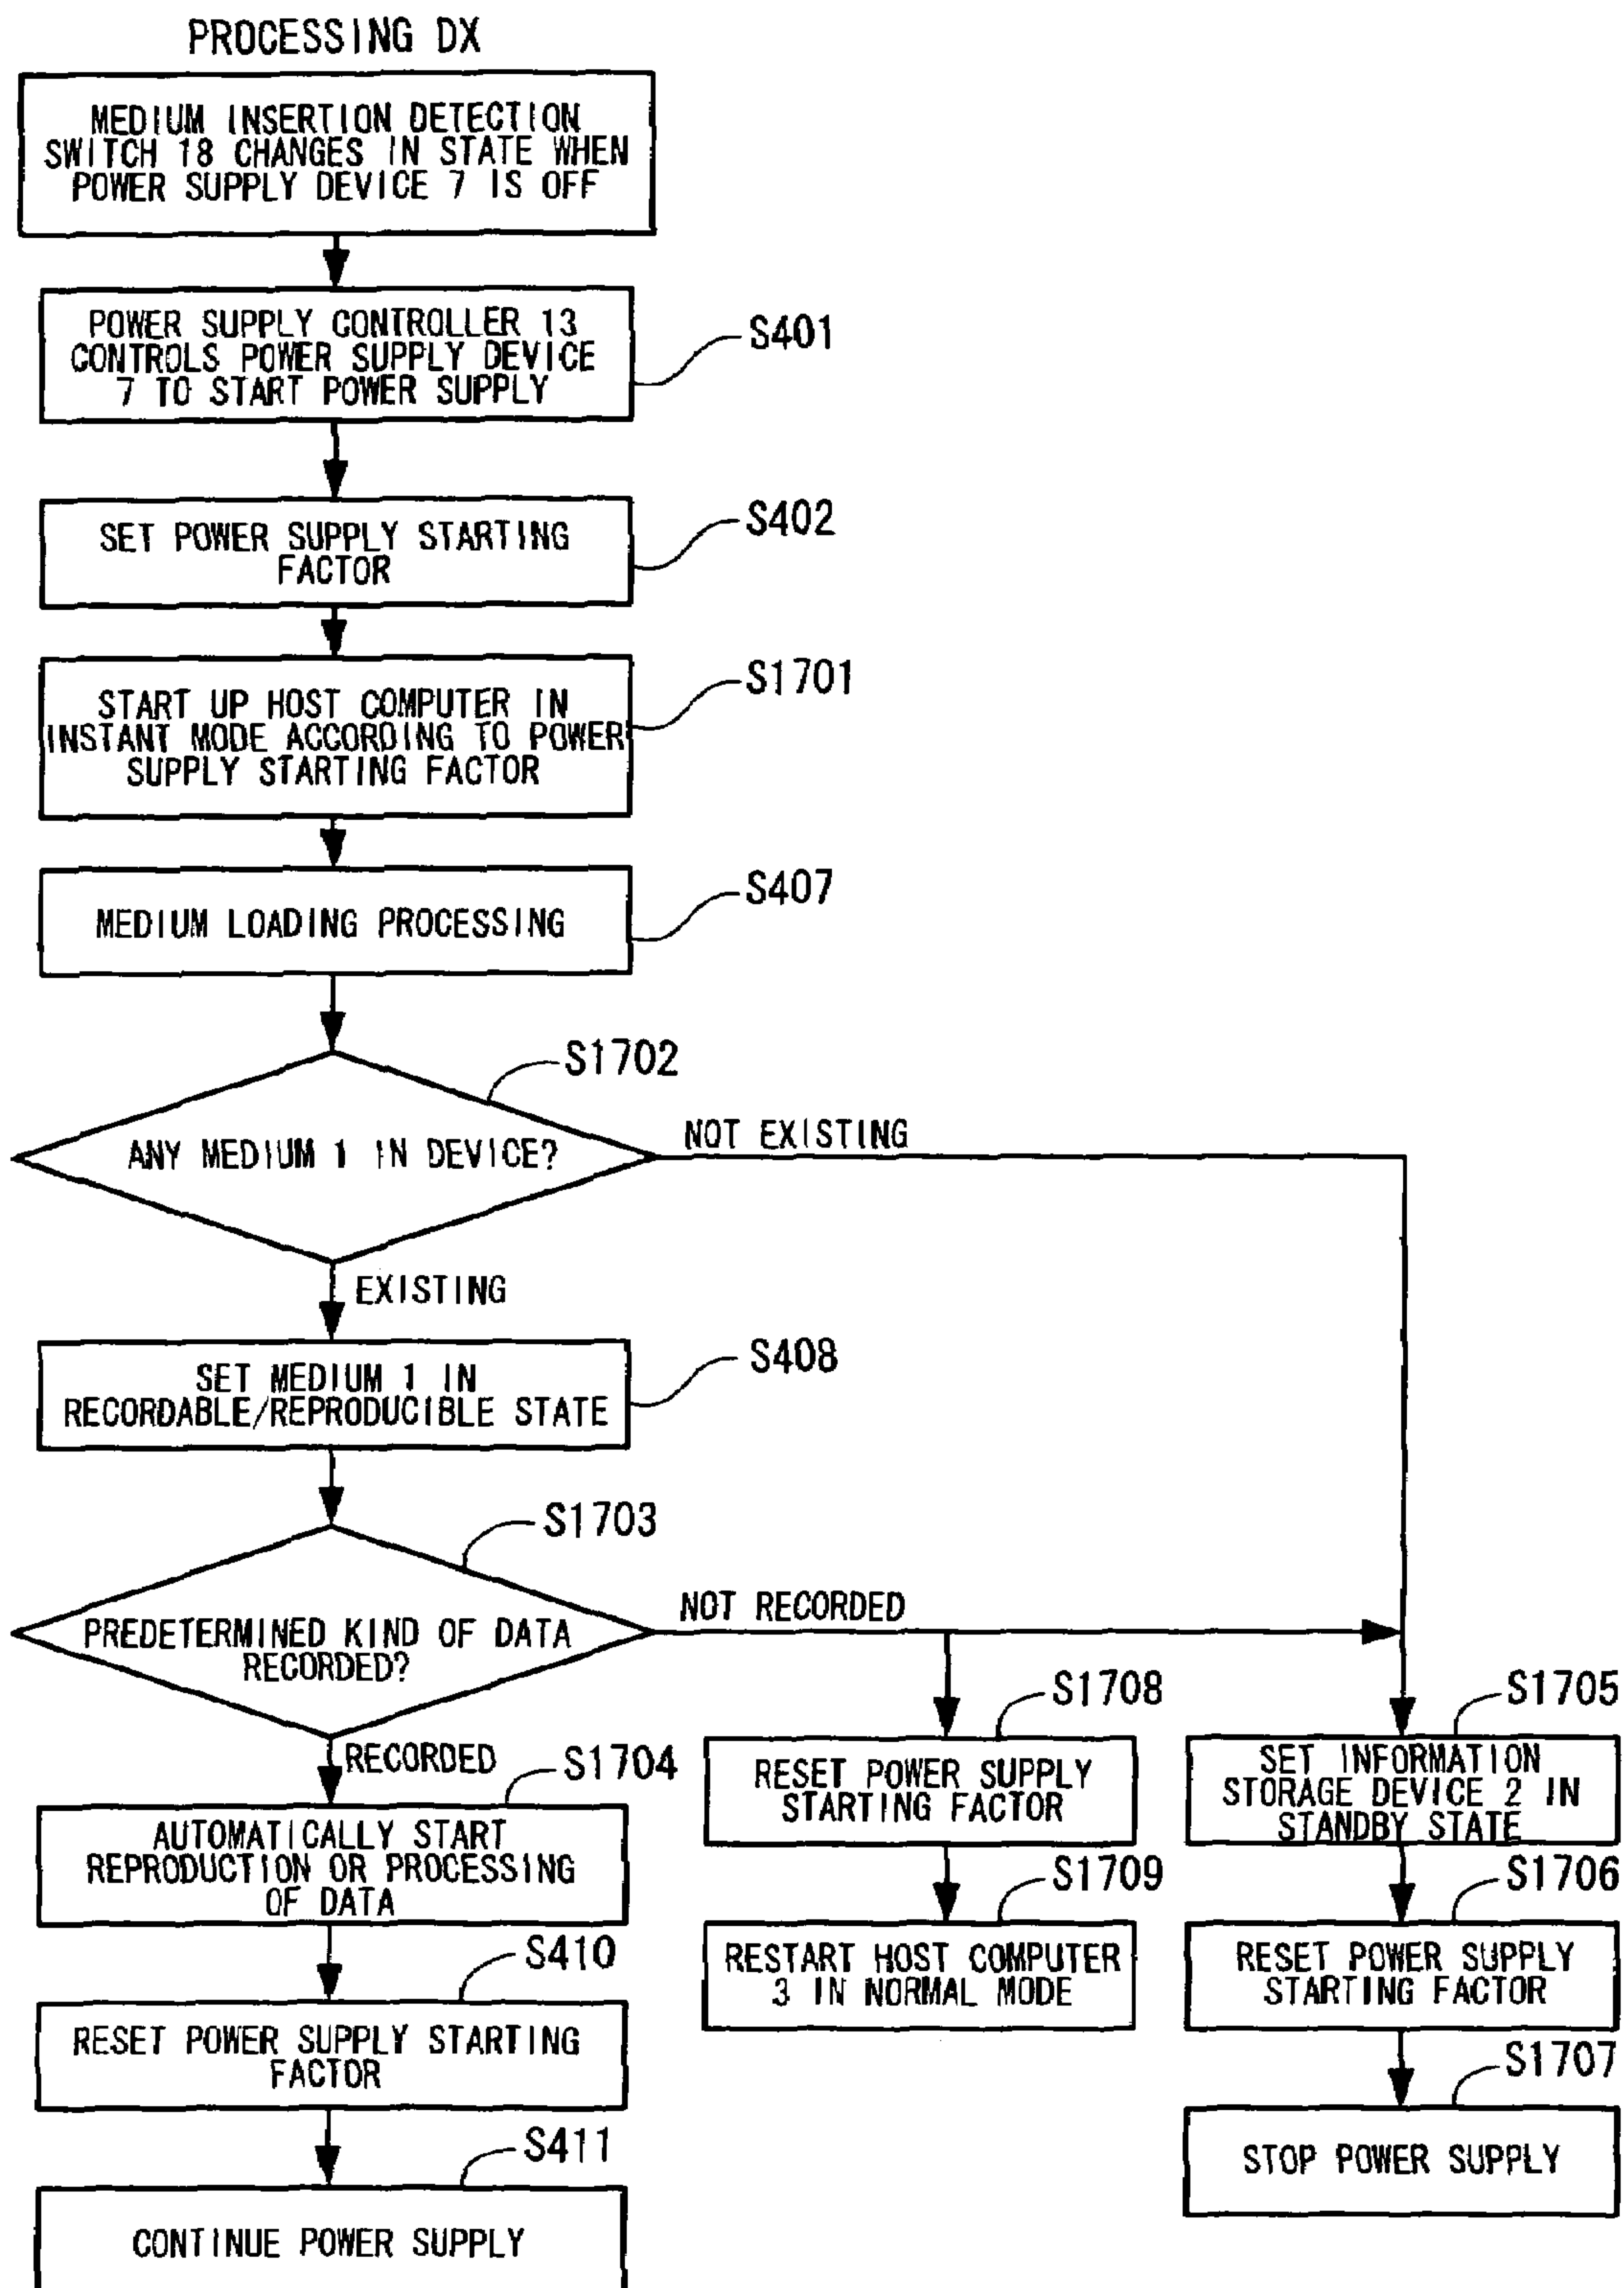 PROCESSING DX
MEDIUM INSERTION DETECTION
SWITCH 18 CHANGES IN STATE WHEN
POWER SUPPLY DEVICE 7 IS OFF
POWER SUPPLY CONTROLLER 13
CONTROLS POWER SUPPLY DEVICE
7 TO START POWER SUPPLY
S401
SET POWER SUPPLY STARTING
FACTOR
S402
START UP HOST COMPUTER IN
INSTANT MODE ACCORDING TO POWER
SUPPLY STARTING FACTOR
S1701
MEDIUM LOADING PROCESSING
S407
S1702
ANY MEDIUM 1 IN DEVICE?
NOT EXISTING
EXISTING
SET MEDIUM 1 IN
RECORDABLE/REPRODUCIBLE STATE
S408
S1703
PREDETERMINED KIND OF DATA
RECORDED?
NOT RECORDED
RECORDED
S1704
AUTOMATICALLY START
REPRODUCTION OR PROCESSING
OF DATA
S410
RESET POWER SUPPLY STARTING
FACTOR
S411
CONTINUE POWER SUPPLY
S1708
RESET POWER SUPPLY
STARTING FACTOR
S1709
RESTART HOST COMPUTER
3 IN NORMAL MODE
S1705
SET INFORMATION
STORAGE DEVICE 2 IN
STANDBY STATE
S1706
RESET POWER SUPPLY
STARTING FACTOR
S1707
STOP POWER SUPPLY